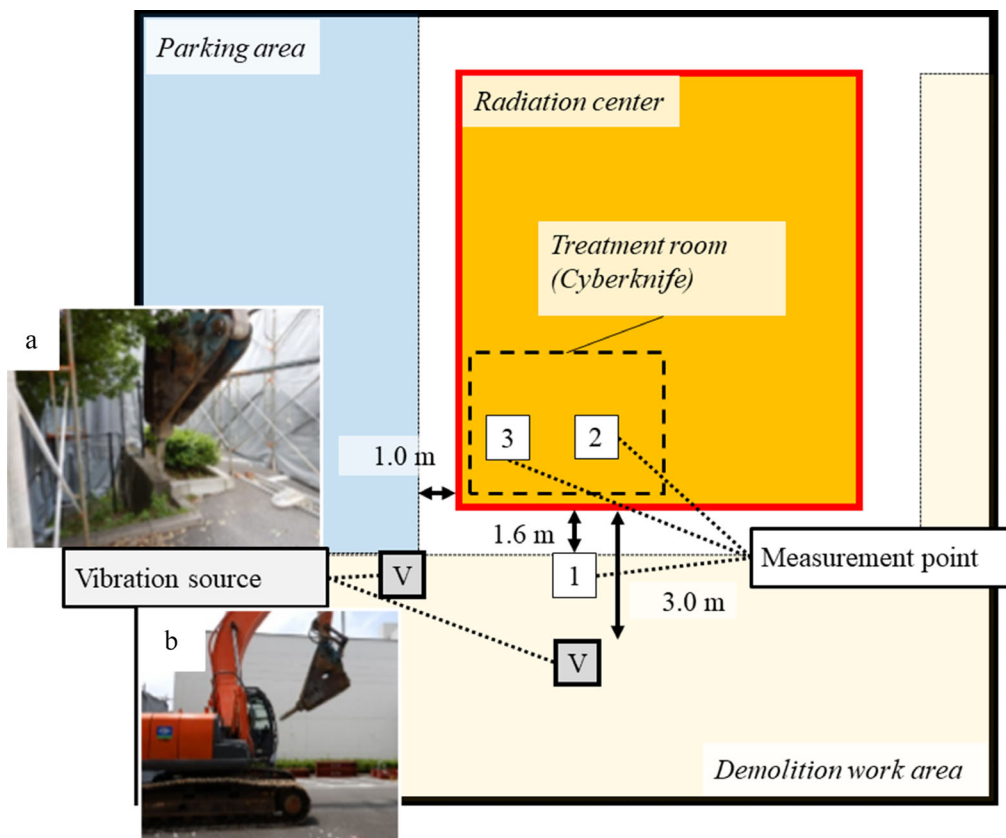 Parking area
Radiation center
Treatment room
(Cyberknife)
a
3
2
1.0 m
1.6 m
Vibration source
V
1
Measurement point
3.0 m
b
V
Demolition work area